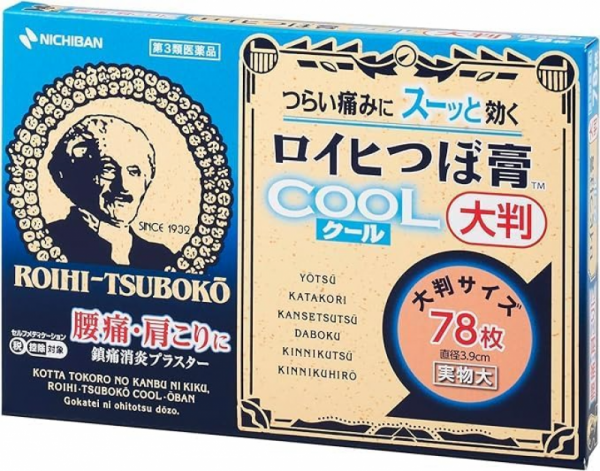 NICHIBAN
第3類医薬品
SINCE 1932
ROIHI-TSUBOKŌ
セルフメディケーション
税 控除 対象
腰痛・肩こりに
鎮痛消炎プラスター
KOTTA TOKORO NO KANBU NI KIKU,
ROIHI-TSUBOKŌ COOL-ŌBAN
Gokatei ni ohitotsu dōzo.
つらい痛みにスーッと効く
ロイヒつぼ膏™
COOL
クール
大判
YŌTSŪ
KATAKORI
KANSETSUTSŪ
DABOKU
KINNIKUTSŪ
KINNIKUHIRŌ
大判サイズ
78枚
直径3.9cm
実物大